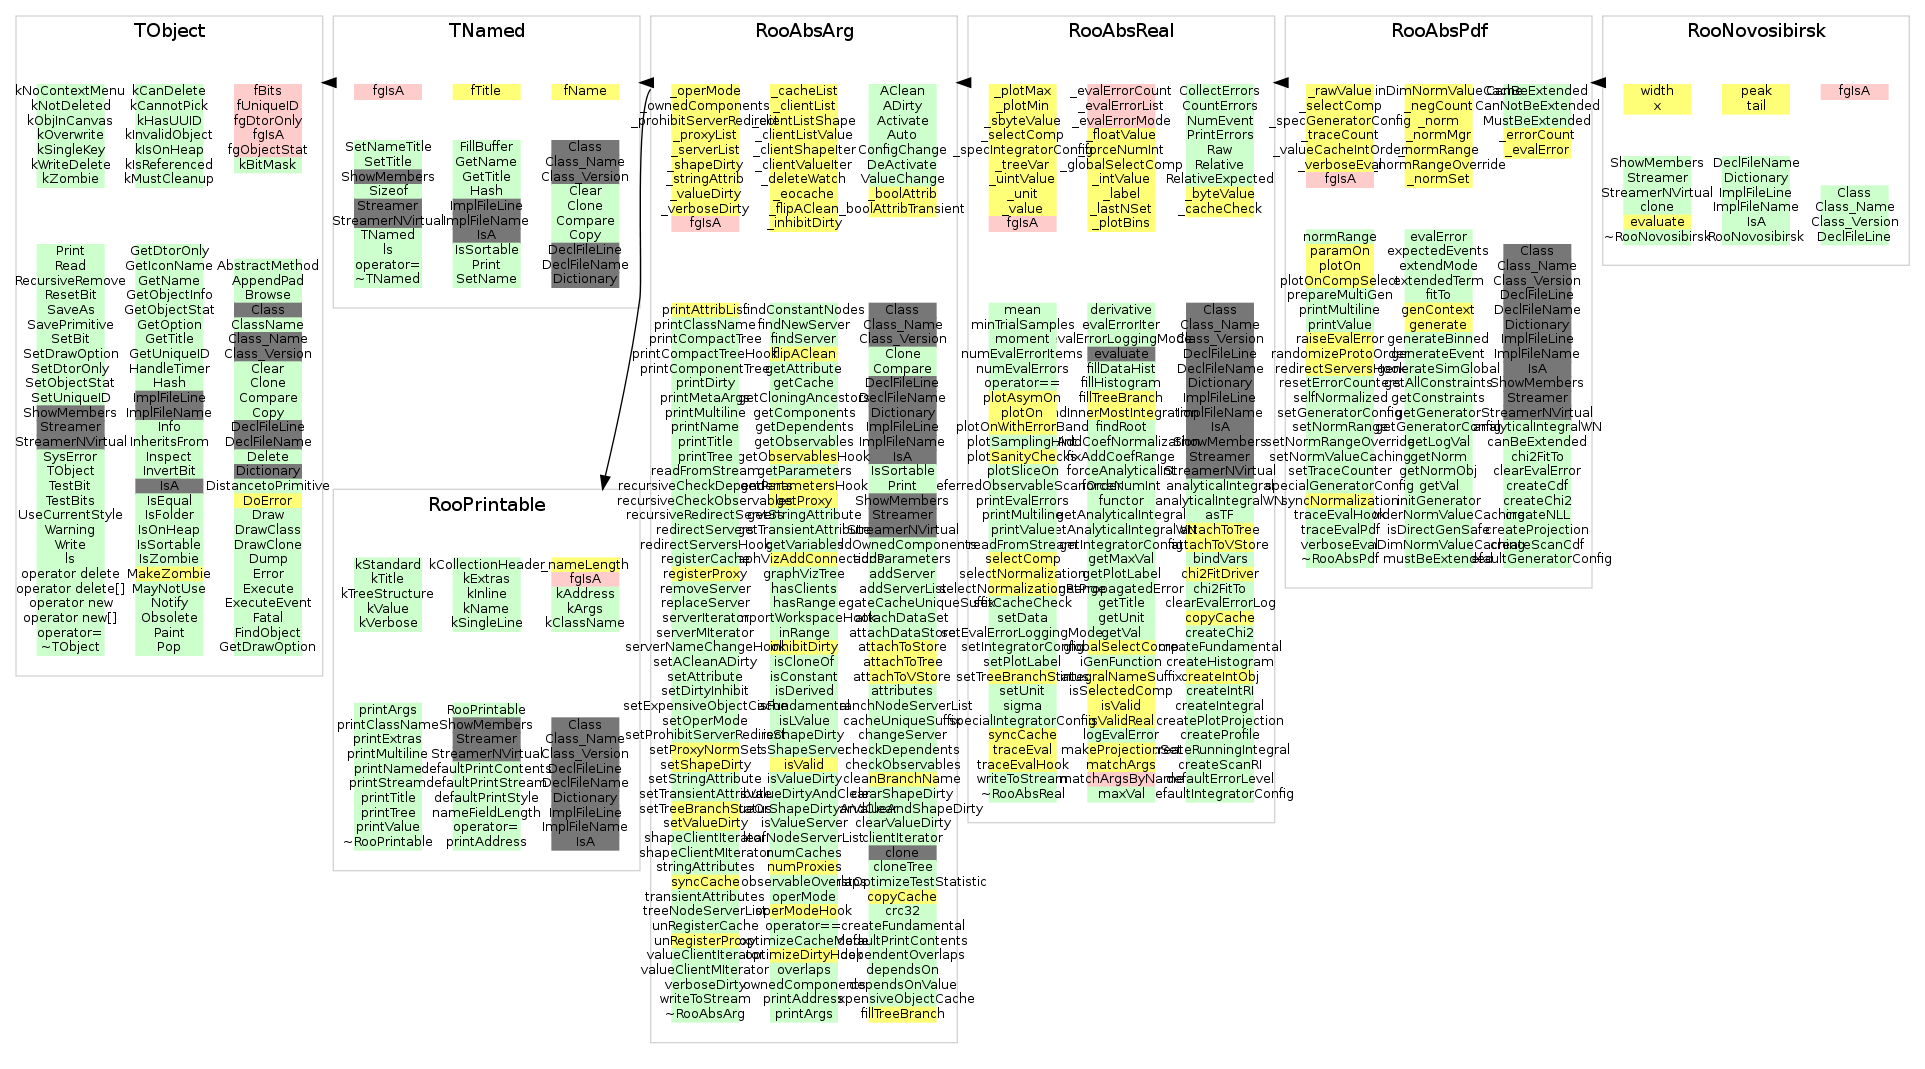 TObject
kNoContextMenu
kNotDeleted
kObjInCanvas
kOverwrite
kSingleKey
kWriteDelete
kZombie
kCanDelete
kCannotPick
kHasUUID
kInvalidObject
kIsOnHeap
kIsReferenced
kMustCleanup
fBits
fUniqueID
fgDtorOnly
fgIsA
fgObjectStat
kBitMask
Print
Read
RecursiveRemove
ResetBit
SaveAs
SavePrimitive
SetBit
SetDrawOption
SetDtorOnly
SetObjectStat
SetUniqueID
ShowMembers
Streamer
StreamerNVirtual
SysError
TObject
TestBit
TestBits
UseCurrentStyle
Warning
Write
ls
operator delete
operator delete[]
operator new
operator new[]
operator=
~TObject
GetDtorOnly
GetIconName
GetName
GetObjectInfo
GetObjectStat
GetOption
GetTitle
GetUniqueID
HandleTimer
Hash
ImplFileLine
ImplFileName
Info
InheritsFrom
Inspect
InvertBit
IsA
IsEqual
IsFolder
IsOnHeap
IsSortable
IsZombie
MakeZombie
MayNotUse
Notify
Obsolete
Paint
Pop
AbstractMethod
AppendPad
Browse
Class
ClassName
Class_Name
Class_Version
Clear
Clone
Compare
Copy
DeclFileLine
DeclFileName
Delete
Dictionary
DistancetoPrimitive
DoError
Draw
DrawClass
DrawClone
Dump
Error
Execute
ExecuteEvent
Fatal
FindObject
GetDrawOption
TNamed
fgIsA
fTitle
fName
SetNameTitle
SetTitle
ShowMembers
Sizeof
Streamer
StreamerNVirtual
TNamed
ls
operator=
~TNamed
FillBuffer
GetName
GetTitle
Hash
ImplFileLine
ImplFileName
IsA
IsSortable
Print
SetName
Class
Class_Name
Class_Version
Clear
Clone
Compare
Copy
DeclFileLine
DeclFileName
Dictionary
RooPrintable
kStandard
kTitle
kTreeStructure
kValue
kVerbose
kCollectionHeader
kExtras
kInline
kName
kSingleLine
_nameLength
fgIsA
kAddress
kArgs
kClassName
printArgs
printClassName
printExtras
printMultiline
printName
printStream
printTitle
printTree
printValue
~RooPrintable
RooPrintable
ShowMembers
Streamer
StreamerNVirtual
defaultPrintContents
defaultPrintStream
defaultPrintStyle
nameFieldLength
operator=
printAddress
Class
Class_Name
Class_Version
DeclFileLine
DeclFileName
Dictionary
ImplFileLine
ImplFileName
IsA
RooAbsArg
_operMode
_ownedComponents
_prohibitServerRedirect
_proxyList
_serverList
_shapeDirty
_stringAttrib
_valueDirty
_verboseDirty
fgIsA
_cacheList
_clientList
_clientListValue
_clientShapeIter
_clientValueIter
_deleteWatch
_eocache
_flipAClean
_inhibitDirty
AClean
ADirty
Activate
Auto
ConfigChange
DeActivate
ValueChange
_boolAttrib
_boolAttribTransient
printAttribList
printClassName
printCompactTree
printCompactTreeHook
printComponentTree
printDirty
printMetaArgs
printMultiline
printName
printTitle
printTree
readFromStream
recursiveCheckDependents
recursiveCheckObservables
recursiveRedirectServers
redirectServers
redirectServersHook
registerCache
registerProxy
removeServer
replaceServer
serverIterator
serverMIterator
serverNameChangeHook
setACleanADirty
setAttribute
setDirtyInhibit
setExpensiveObjectCache
setOperMode
setProhibitServerRedirect
setProxyNormSet
setShapeDirty
setStringAttribute
setTransientAttribute
setTreeBranchStatus
setValueDirty
shapeClientIterator
shapeClientMIterator
stringAttributes
syncCache
transientAttributes
treeNodeServerList
unRegisterCache
unRegisterProxy
valueClientIterator
valueClientMIterator
verboseDirty
writeToStream
~RooAbsArg
findConstantNodes
findNewServer
findServer
flipAClean
getAttribute
getCache
getCloningAncestors
getComponents
getDependents
getObservables
getObservablesHook
getParameters
getParametersHook
getProxy
getStringAttribute
getTransientAttribute
getVariables
graphVizTree
hasClients
hasRange
importWorkspaceHook
inRange
inhibitDirty
isCloneOf
isConstant
isDerived
isFundamental
isLValue
isShapeDirty
isShapeServer
isValid
isValueDirty
isValueServer
leafNodeServerList
numCaches
numProxies
observableOverlaps
operMode
operModeHook
operator==
optimizeCacheMode
optimizeDirtyHook
overlaps
ownedComponents
printAddress
printArgs
Class
Class_Name
Class_Version
Clone
Compare
DeclFileLine
DeclFileName
Dictionary
ImplFileLine
ImplFileName
IsA
IsSortable
Print
ShowMembers
Streamer
StreamerNVirtual
addOwnedComponents
addParameters
addServer
addServerList
attachDataSet
attachDataStore
attachToStore
attachToTree
attachToVStore
attributes
branchNodeServerList
cacheUniqueSuffix
changeServer
checkDependents
checkObservables
cleanBranchName
clearShapeDirty
clearValueDirty
clientIterator
clone
cloneTree
copyCache
crc32
createFundamental
defaultPrintContents
dependentOverlaps
dependsOn
dependsOnValue
expensiveObjectCache
fillTreeBranch
RooAbsReal
_plotMax
_plotMin
_sbyteValue
_selectComp
_specIntegratorConfig
_treeVar
_uintValue
_unit
_value
fgIsA
_evalErrorCount
_evalErrorList
_evalErrorMode
_floatValue
_forceNumInt
_globalSelectComp
_intValue
_label
_lastNSet
_plotBins
CollectErrors
CountErrors
NumEvent
PrintErrors
Raw
Relative
RelativeExpected
_byteValue
_cacheCheck
mean
minTrialSamples
moment
numEvalErrorItems
numEvalErrors
operator==
plotAsymOn
plotOn
plotOnWithErrorBand
plotSamplingHint
plotSanityChecks
plotSliceOn
printEvalErrors
printMultiline
printValue
readFromStream
selectComp
selectNormalization
selectNormalizationRange
setCacheCheck
setData
setEvalErrorLoggingMode
setIntegratorConfig
setPlotLabel
setTreeBranchStatus
setUnit
sigma
specialIntegratorConfig
syncCache
traceEval
traceEvalHook
writeToStream
~RooAbsReal
derivative
evalErrorIter
evalErrorLoggingMode
evaluate
fillDataHist
fillHistogram
fillTreeBranch
findInnerMostIntegration
findRoot
fixAddCoefNormalization
fixAddCoefRange
forceAnalyticalInt
forceNumInt
functor
getAnalyticalIntegral
getAnalyticalIntegralWN
getIntegratorConfig
getMaxVal
getPlotLabel
getPropagatedError
getTitle
getUnit
getVal
globalSelectComp
iGenFunction
integralNameSuffix
isSelectedComp
isValid
isValidReal
logEvalError
makeProjectionSet
matchArgs
matchArgsByName
maxVal
Class
Class_Name
Class_Version
DeclFileLine
DeclFileName
Dictionary
ImplFileLine
ImplFileName
IsA
ShowMembers
Streamer
StreamerNVirtual
analyticalIntegral
analyticalIntegralWN
asTF
attachToTree
attachToVStore
bindVars
chi2FitDriver
chi2FitTo
clearEvalErrorLog
copyCache
createChi2
createFundamental
createHistogram
createIntObj
createIntRI
createIntegral
createPlotProjection
createProfile
createRunningIntegral
createScanRI
defaultErrorLevel
defaultIntegratorConfig
RooAbsPdf
_rawValue
_selectComp
_specGeneratorConfig
_traceCount
_valueCacheIntOrder
_verboseEval
fgIsA
_negCount
_norm
_normMgr
_normRange
_normRangeOverride
_normSet
CanBeExtended
CanNotBeExtended
MustBeExtended
_errorCount
_evalError
normRange
paramOn
plotOn
plotOnCompSelect
prepareMultiGen
printMultiline
printValue
raiseEvalError
randomizeProtoOrder
redirectServersHook
resetErrorCounters
selfNormalized
setGeneratorConfig
setNormRange
setNormRangeOverride
setNormValueCaching
setTraceCounter
specialGeneratorConfig
syncNormalization
traceEvalHook
traceEvalPdf
verboseEval
~RooAbsPdf
evalError
expectedEvents
extendMode
extendedTerm
fitTo
genContext
generate
generateBinned
generateEvent
generateSimGlobal
getAllConstraints
getConstraints
getGenerator
getGeneratorConfig
getLogVal
getNorm
getNormObj
getVal
initGenerator
isDirectGenSafe
mustBeExtended
Class
Class_Name
Class_Version
DeclFileLine
DeclFileName
Dictionary
ImplFileLine
ImplFileName
IsA
ShowMembers
Streamer
StreamerNVirtual
analyticalIntegralWN
canBeExtended
chi2FitTo
clearEvalError
createCdf
createChi2
createNLL
createProjection
createScanCdf
defaultGeneratorConfig
RooNovosibirsk
width
x
peak
tail
fgIsA
ShowMembers
Streamer
StreamerNVirtual
clone
evaluate
~RooNovosibirsk
DeclFileName
Dictionary
ImplFileLine
ImplFileName
IsA
RooNovosibirsk
Class
Class_Name
Class_Version
DeclFileLine